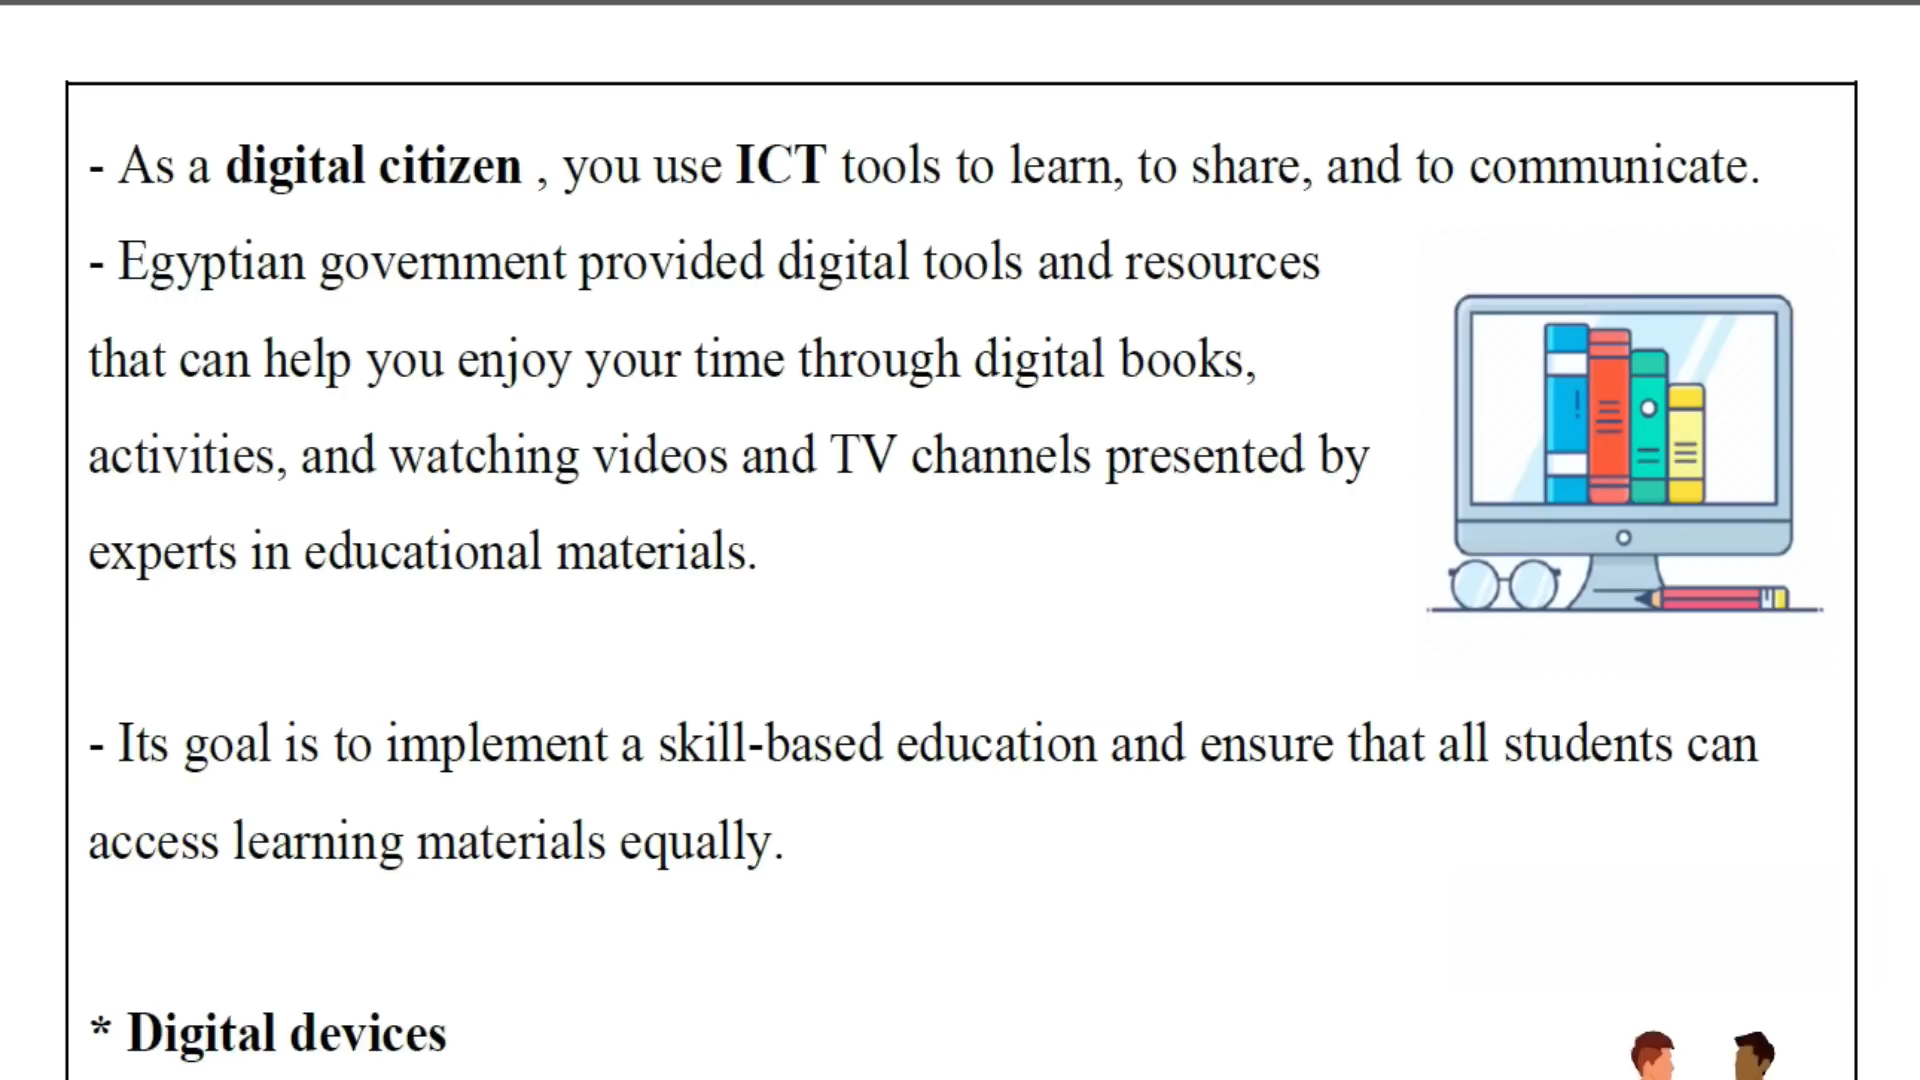 - As a digital citizen , you use ICT tools to learn, to share, and to communicate.
- Egyptian government provided digital tools and resources
that can help you enjoy your time through digital books,
activities, and watching videos and TV channels presented by
experts in educational materials.
- Its goal is to implement a skill-based education and ensure that all students can
access learning materials equally.
* Digital devices